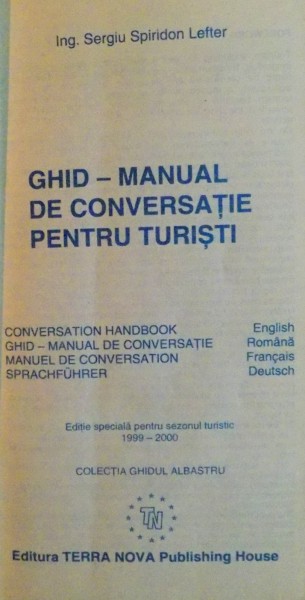 Ing. Sergiu Spiridon Lefter
GHID – MANUAL
DE CONVERSAȚIE
PENTRU TURIȘTI
CONVERSATION HANDBOOK English
GHID – MANUAL DE CONVERSAȚIE Română
MANUEL DE CONVERSATION Français
SPRACHFÜHRER Deutsch
Ediție specială pentru sezonul turistic
1999 – 2000
COLECȚIA GHIDUL ALBASTRU
TN
Editura TERRA NOVA Publishing House